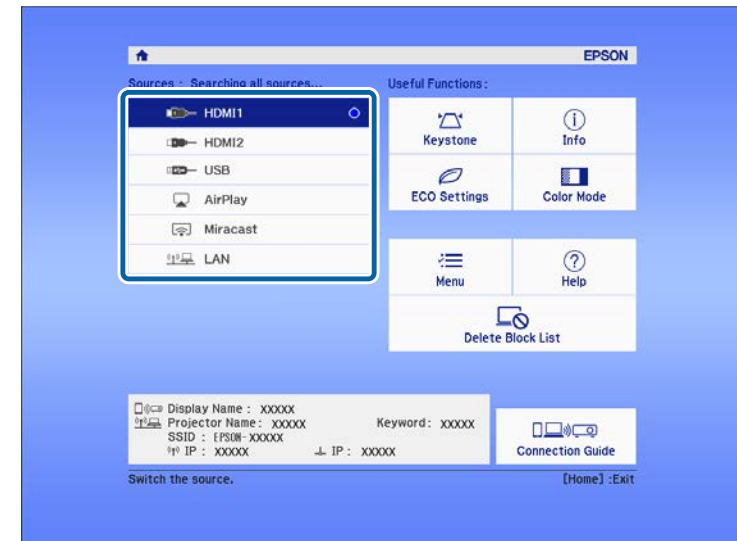 EPSON
Sources : Searching all sources...
HDMI1
HDMI2
USB
AirPlay
Miracast
LAN
Useful Functions :
Keystone
Info
ECO Settings
Color Mode
Menu
Help
Delete Block List
Display Name : XXXXX
Projector Name : XXXXX Keyword : XXXXX
SSID : EPSON-XXXXX
IP : XXXXX IP : XXXXX
Connection Guide
Switch the source. [Home] :Exit